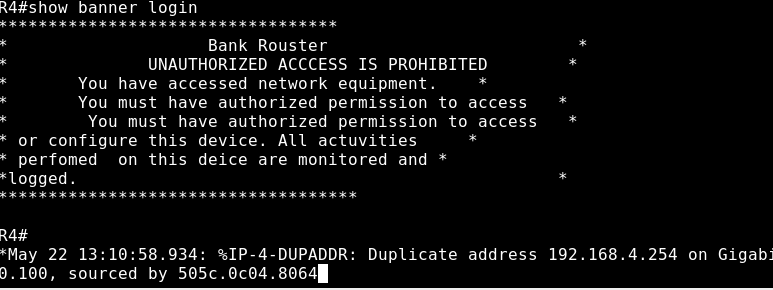 R4#show banner login
**********************************
* Bank Rouster *
* UNAUTHORIZED ACCCESS IS PROHIBITED *
* You have accessed network equipment. *
* You must have authorized permission to access *
* You must have authorized permission to access *
* or configure this device. All actuvities *
* perfomed on this deice are monitored and *
*logged. *
************************************
R4#
*May 22 13:10:58.934: %IP-4-DUPADDR: Duplicate address 192.168.4.254 on Gigabi
0.100, sourced by 505c.0c04.8064